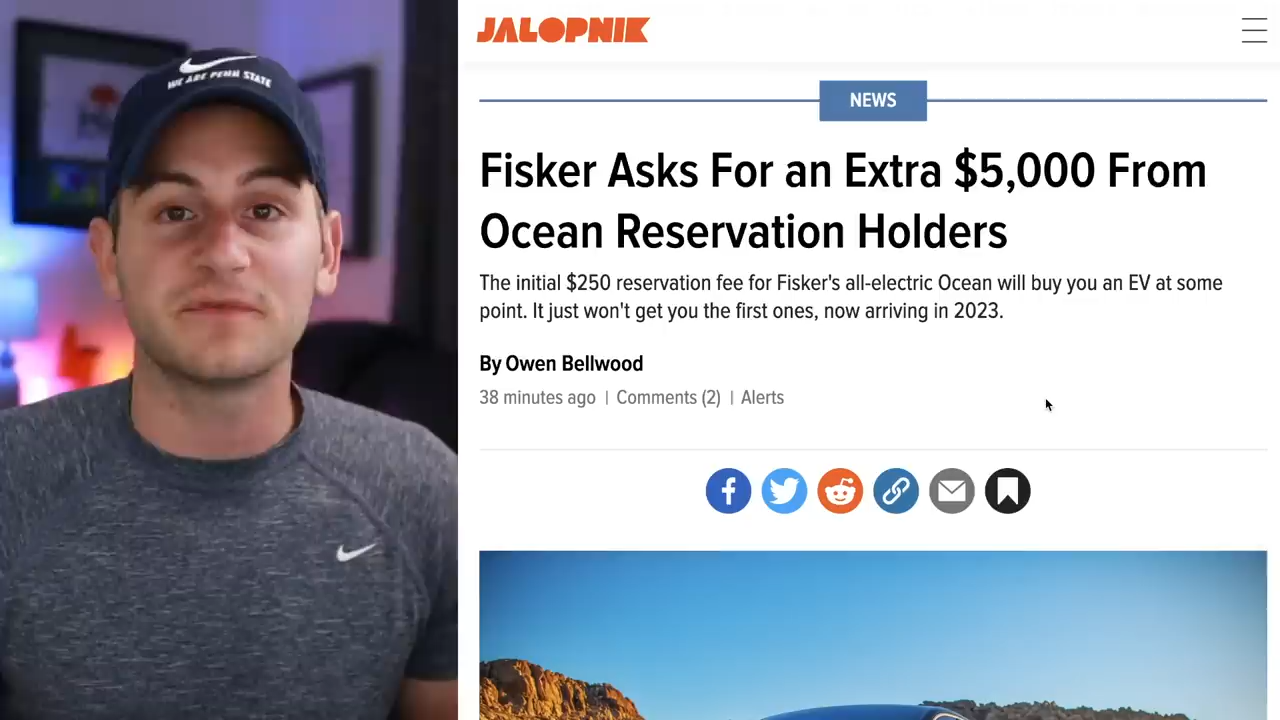 WE ARE PENN STATE
JALOPNIK
NEWS
Fisker Asks For an Extra $5,000 From
Ocean Reservation Holders
The initial $250 reservation fee for Fisker's all-electric Ocean will buy you an EV at some
point. It just won't get you the first ones, now arriving in 2023.
By Owen Bellwood
38 minutes ago | Comments (2) | Alerts